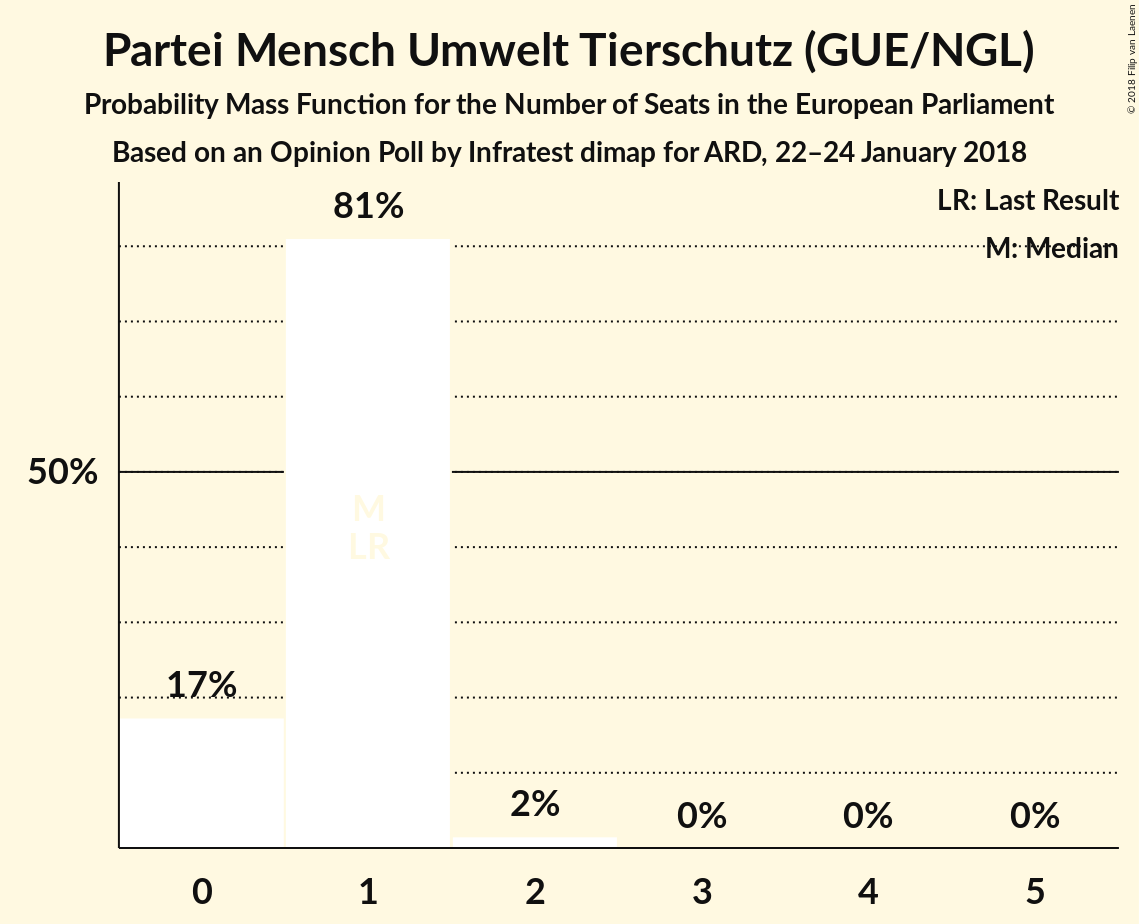 Partei Mensch Umwelt Tierschutz (GUE/NGL)
Probability Mass Function for the Number of Seats in the European Parliament
Based on an Opinion Poll by Infratest dimap for ARD, 22–24 January 2018
© 2018 Filip van Laenen
LR: Last Result
M: Median
81%
50%
M
LR
17%
2%
0%
0%
0%
0 1 2 3 4 5